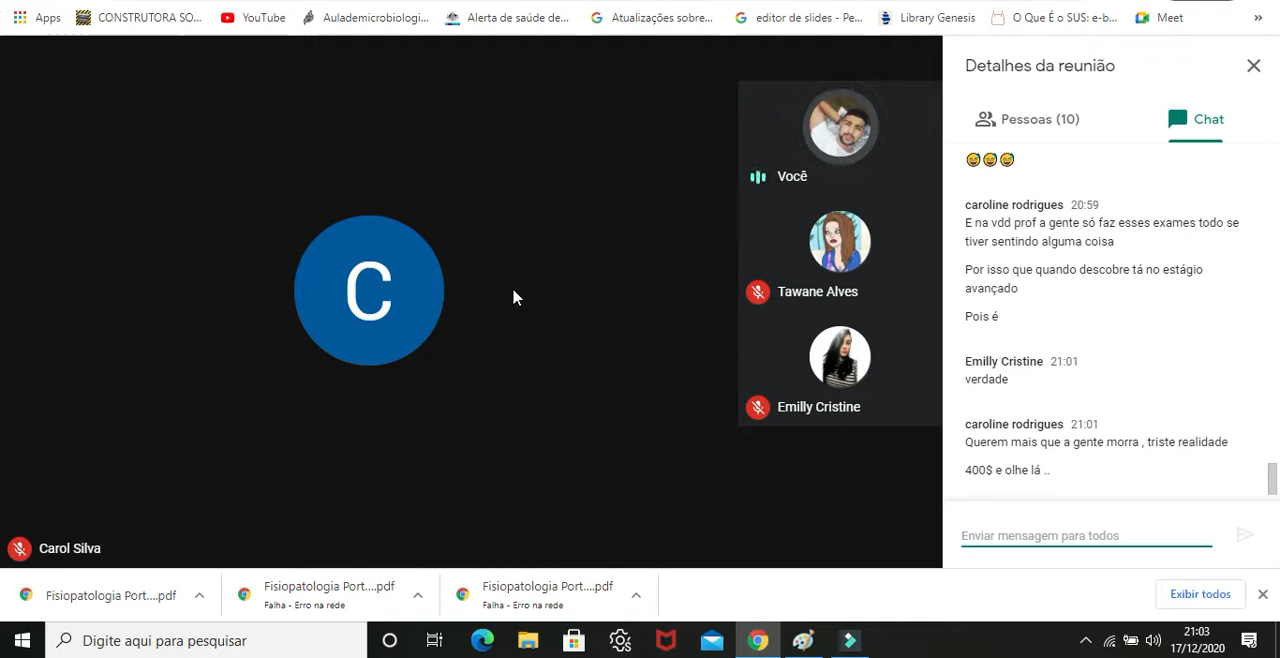 Apps CONSTRUTORA SO... YouTube Aulademicrobiologi... Alerta de saúde de... Atualizações sobre... editor de slides - Pe... Library Genesis O Que É o SUS: e-b... Meet »
Detalhes da reunião
Pessoas (10) Chat
caroline rodrigues 20:59
E na vdd prof a gente só faz esses exames todo se
tiver sentindo alguma coisa
Por isso que quando descobre tá no estágio
avançado
Pois é
Emilly Cristine 21:01
verdade
caroline rodrigues 21:01
Querem mais que a gente morra , triste realidade
400$ e olhe lá ..
Enviar mensagem para todos
Você
Tawane Alves
Emilly Cristine
C
Carol Silva
Fisiopatologia Port....pdf
Fisiopatologia Port....pdf
Falha - Erro na rede
Fisiopatologia Port....pdf
Falha - Erro na rede
Exibir todos
Digite aqui para pesquisar
21:03
17/12/2020